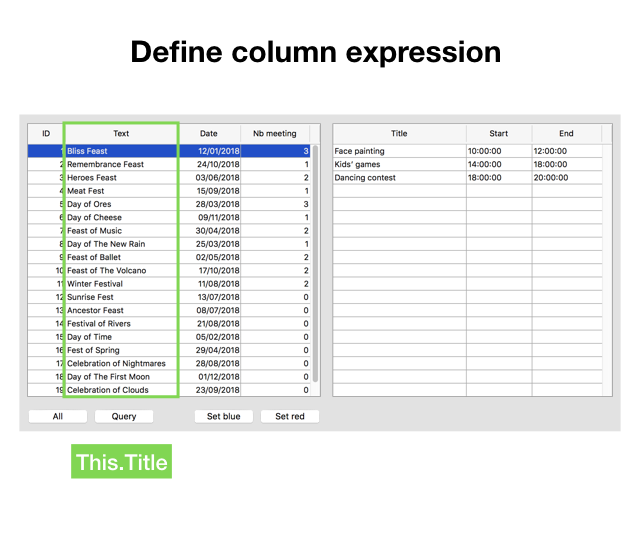 Define column expression
ID Text Date Nb meeting
1 Bliss Feast 12/01/2018 3
2 Remembrance Feast 24/10/2018 1
3 Heroes Feast 03/06/2018 2
4 Meat Fest 15/09/2018 1
5 Day of Ores 28/03/2018 3
6 Day of Cheese 09/11/2018 1
7 Feast of Music 30/04/2018 2
8 Day of The New Rain 25/03/2018 1
9 Feast of Ballet 02/05/2018 2
10 Feast of The Volcano 17/10/2018 2
11 Winter Festival 11/08/2018 2
12 Sunrise Fest 13/07/2018 0
13 Ancestor Feast 08/07/2018 0
14 Festival of Rivers 21/08/2018 0
15 Day of Time 05/02/2018 0
16 Fest of Spring 29/04/2018 0
17 Celebration of Nightmares 28/08/2018 0
18 Day of The First Moon 01/12/2018 0
19 Celebration of Clouds 23/09/2018 0
Title Start End
Face painting 10:00:00 12:00:00
Kids' games 14:00:00 18:00:00
Dancing contest 18:00:00 20:00:00
All Query Set blue Set red
This.Title